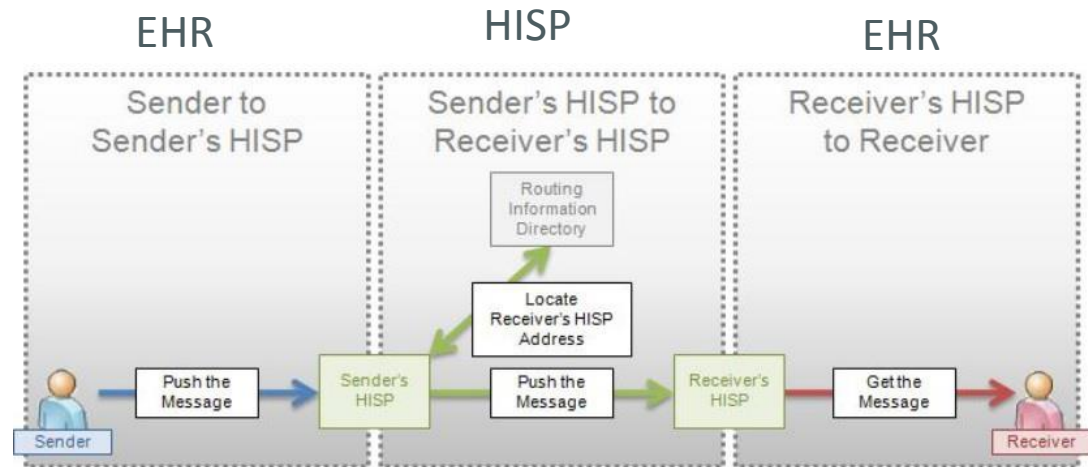 EHR
HISP
EHR
Sender to
Sender's HISP
Sender's HISP to
Receiver's HISP
Receiver's HISP
to Receiver
Routing
Information
Directory
Locate
Receiver's HISP
Address
Sender
Push the
Message
Sender's
HISP
Push the
Message
Receiver's
HISP
Get the
Message
Receiver